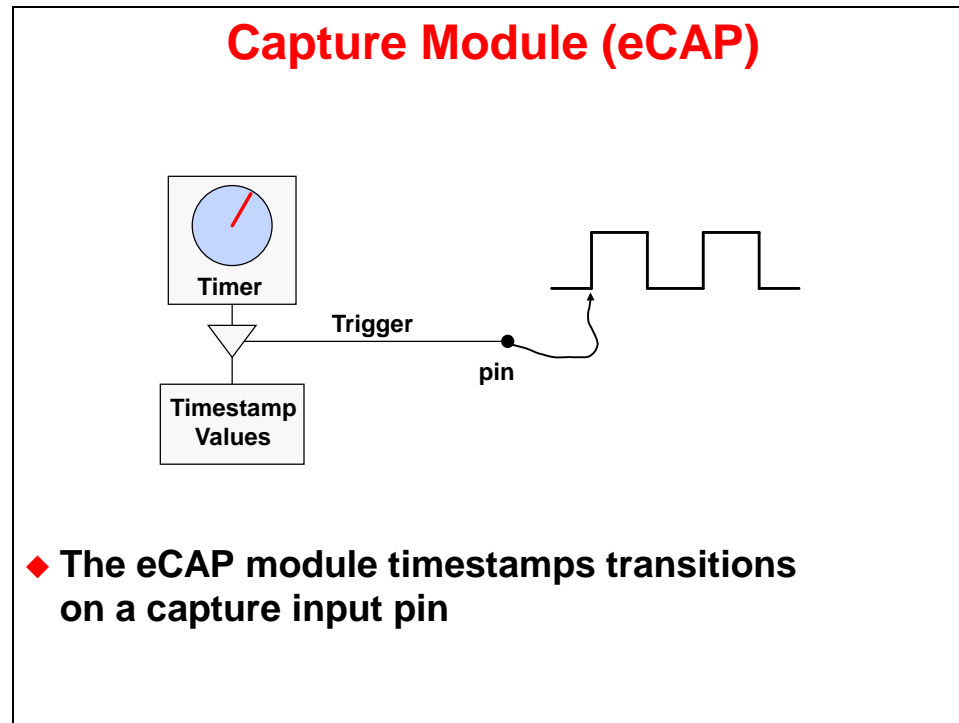 Capture Module (eCAP)
Timer
Trigger
pin
Timestamp
Values
The eCAP module timestamps transitions
on a capture input pin